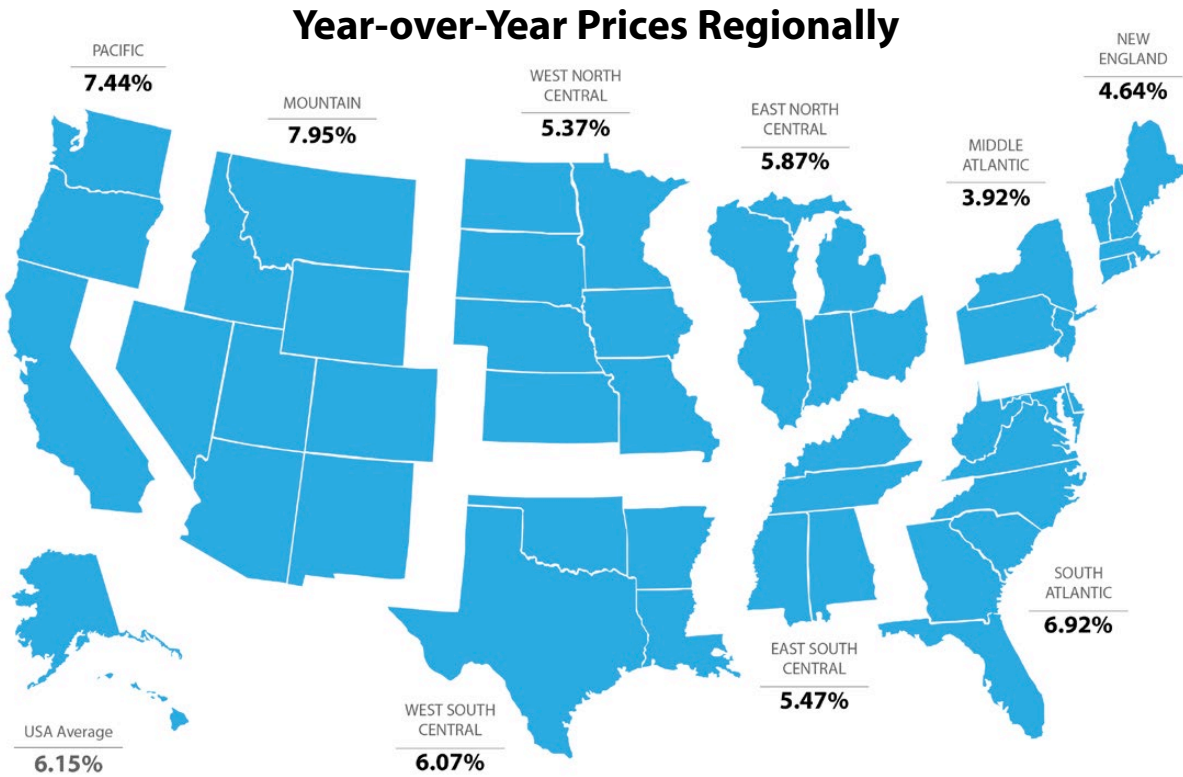 Year-over-Year Prices Regionally
PACIFIC
7.44%
MOUNTAIN
7.95%
WEST NORTH
CENTRAL
5.37%
EAST NORTH
CENTRAL
5.87%
MIDDLE
ATLANTIC
3.92%
NEW
ENGLAND
4.64%
SOUTH
ATLANTIC
6.92%
EAST SOUTH
CENTRAL
5.47%
WEST SOUTH
CENTRAL
6.07%
USA Average
6.15%